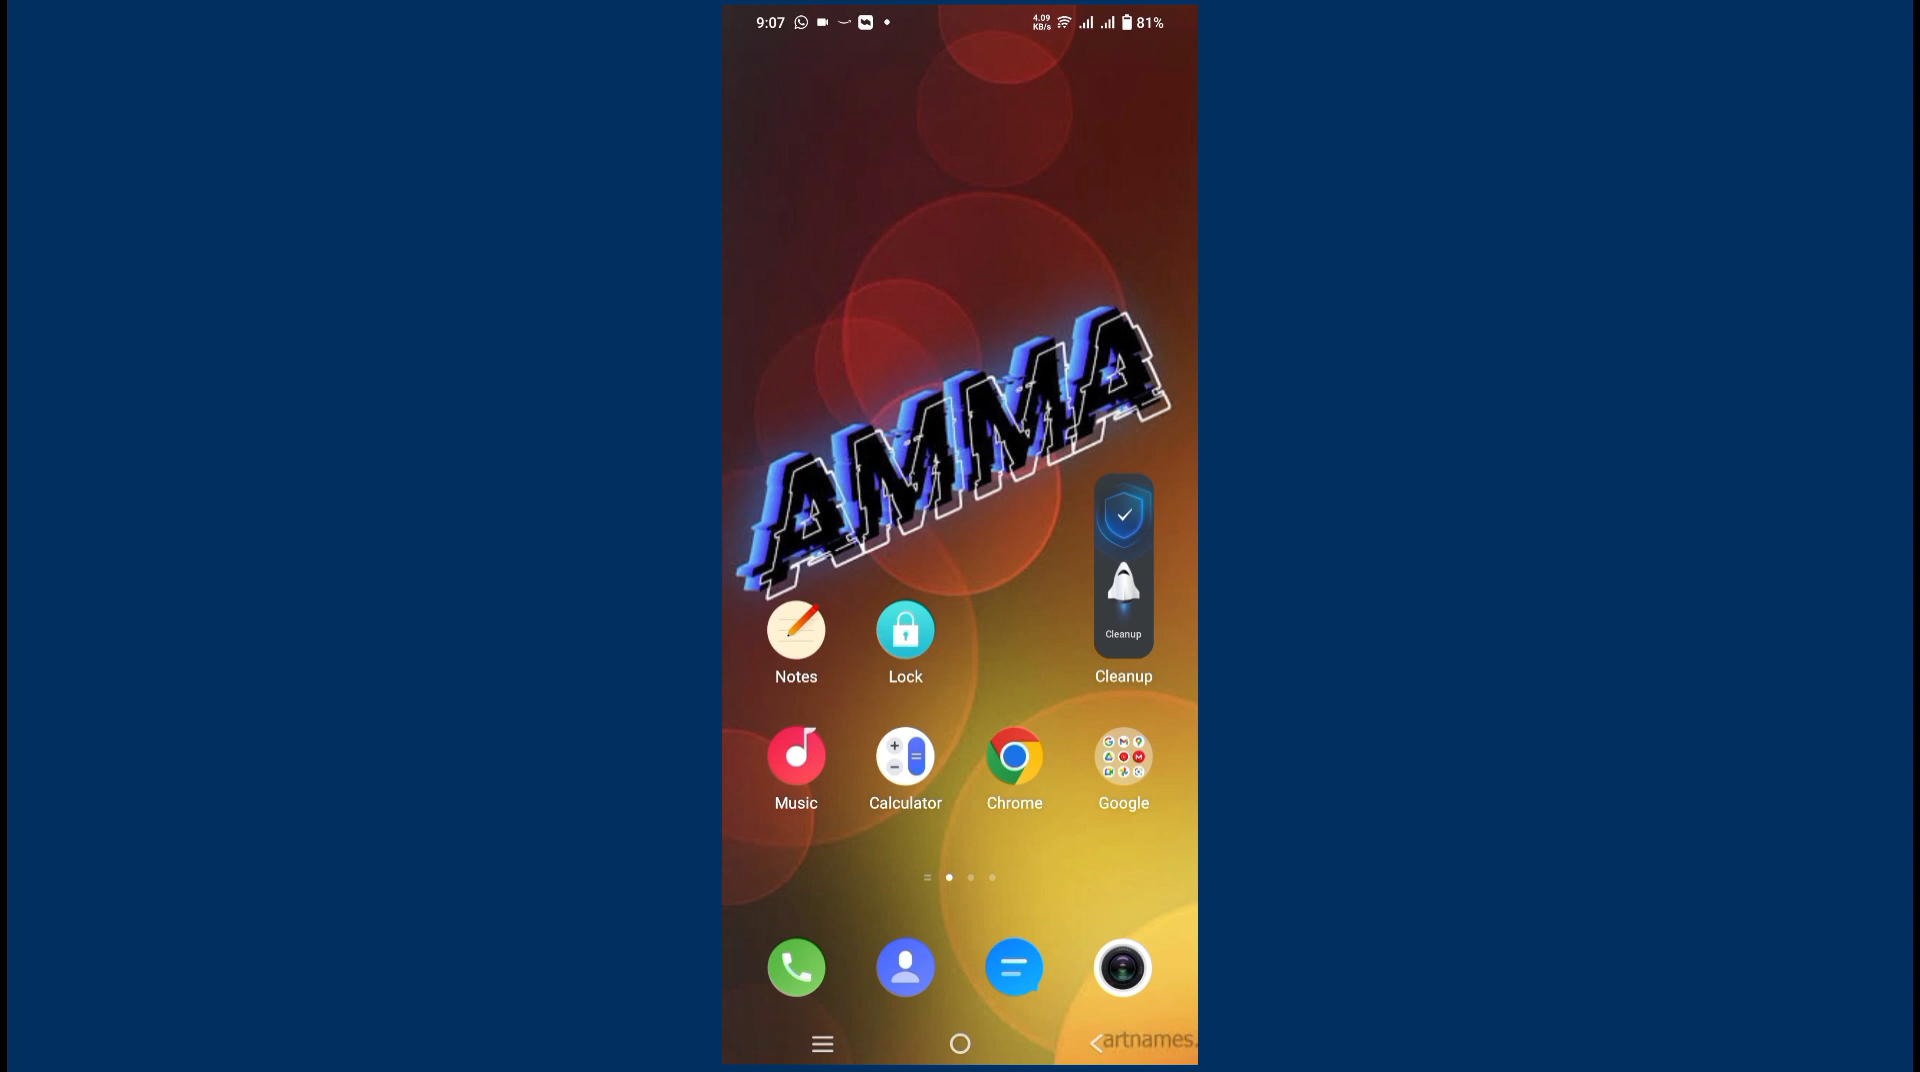 9:07 4.09 KB/s 81%
AMMA
Cleanup
Notes Lock Cleanup
Music Calculator Chrome Google
artnames.